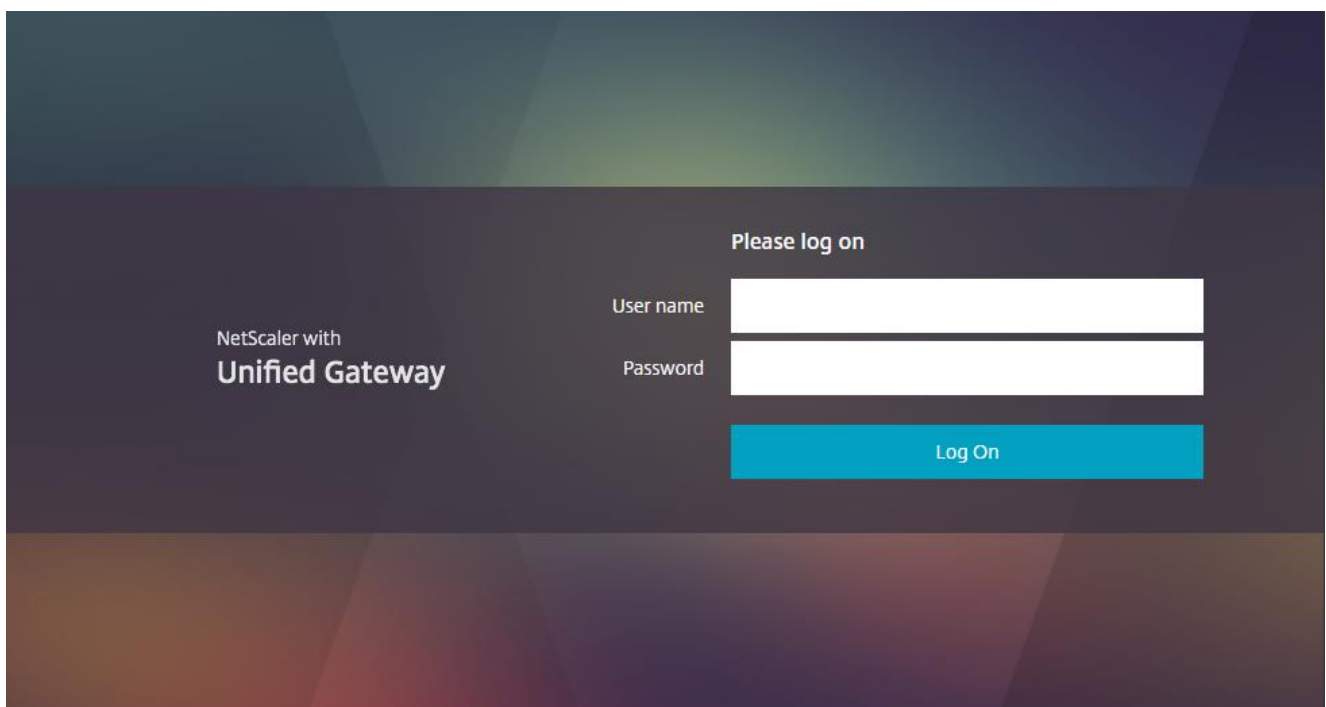 Please log on
User name
NetScaler with
Unified Gateway
Password
Log On